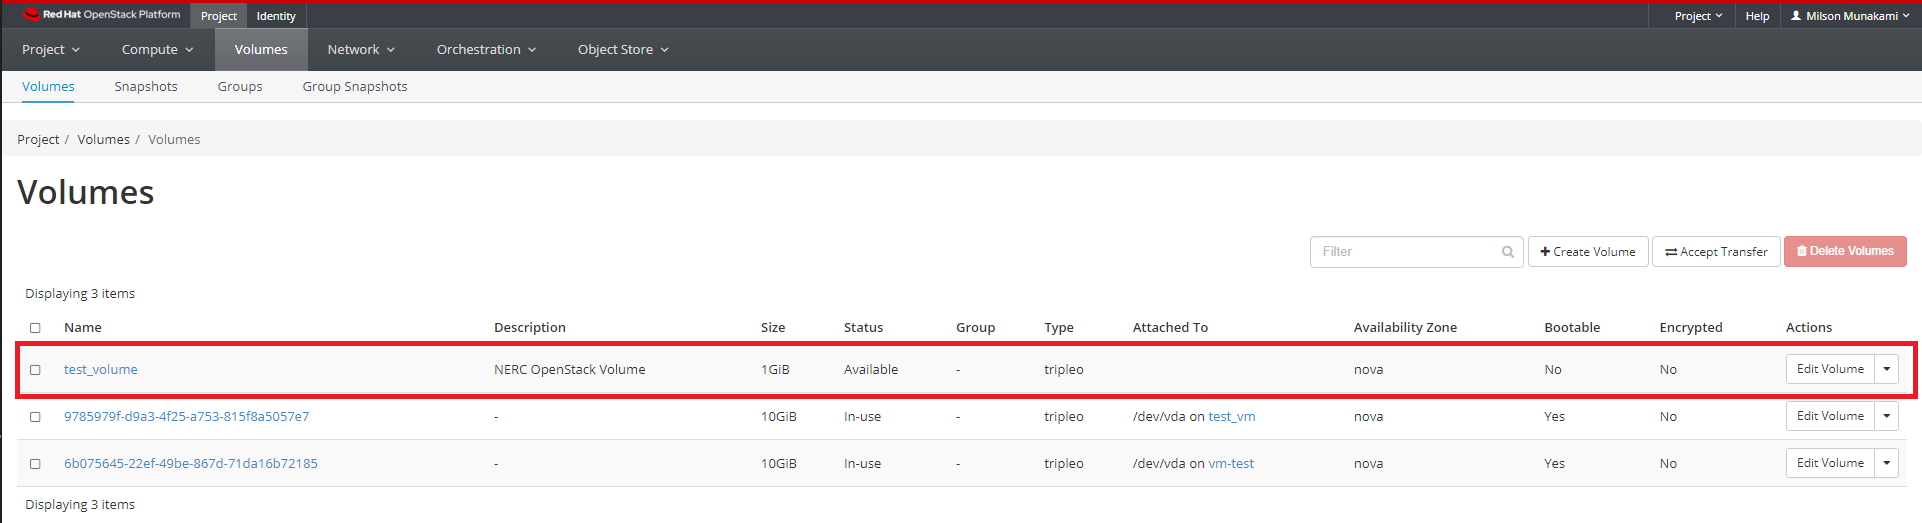 Red Hat OpenStack Platform Project Identity Project Help Milson Munakami
Project Compute Volumes Network Orchestration Object Store
Volumes Snapshots Groups Group Snapshots
Project / Volumes / Volumes
Volumes
Filter Create Volume Accept Transfer Delete Volumes
Displaying 3 items
Name Description Size Status Group Type Attached To Availability Zone Bootable Encrypted Actions
test_volume NERC OpenStack Volume 1GiB Available - tripleo nova No No Edit Volume
9785979f-d9a3-4f25-a753-815f8a5057e7 - 10GiB In-use - tripleo /dev/vda on test_vm nova Yes No Edit Volume
6b075645-22ef-49be-867d-71da16b72185 - 10GiB In-use - tripleo /dev/vda on vm-test nova Yes No Edit Volume
Displaying 3 items